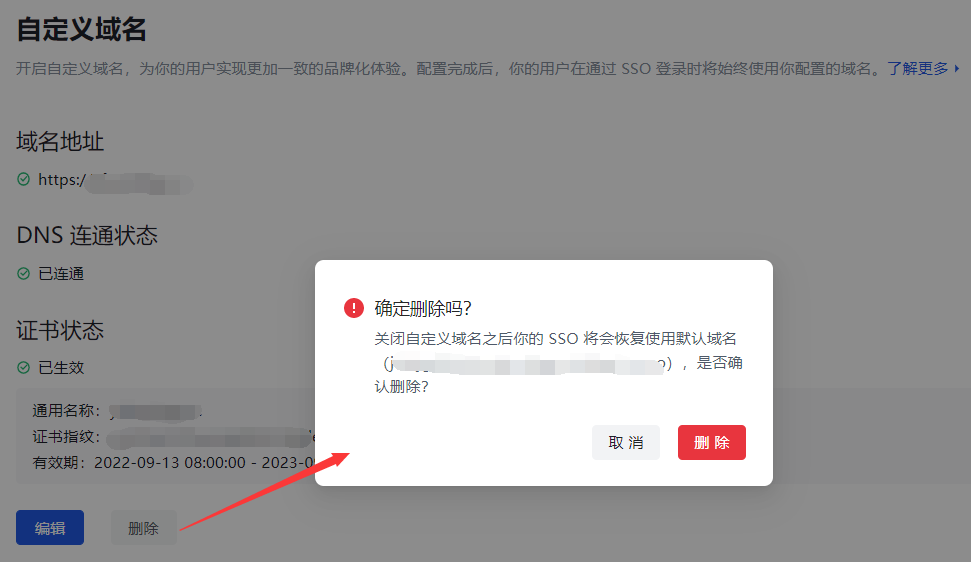 自定义域名
开启自定义域名，为你的用户实现更加一致的品牌化体验。配置完成后，你的用户在通过 SSO 登录时将始终使用你配置的域名。了解更多
域名地址
https:/
DNS 连通状态
已连通
证书状态
已生效
通用名称：
证书指纹：
有效期：2022-09-13 08:00:00 - 2023-0
编辑
删除
确定删除吗？
关闭自定义域名之后你的 SSO 将会恢复使用默认域名
（），是否确
认删除？
取 消
删 除